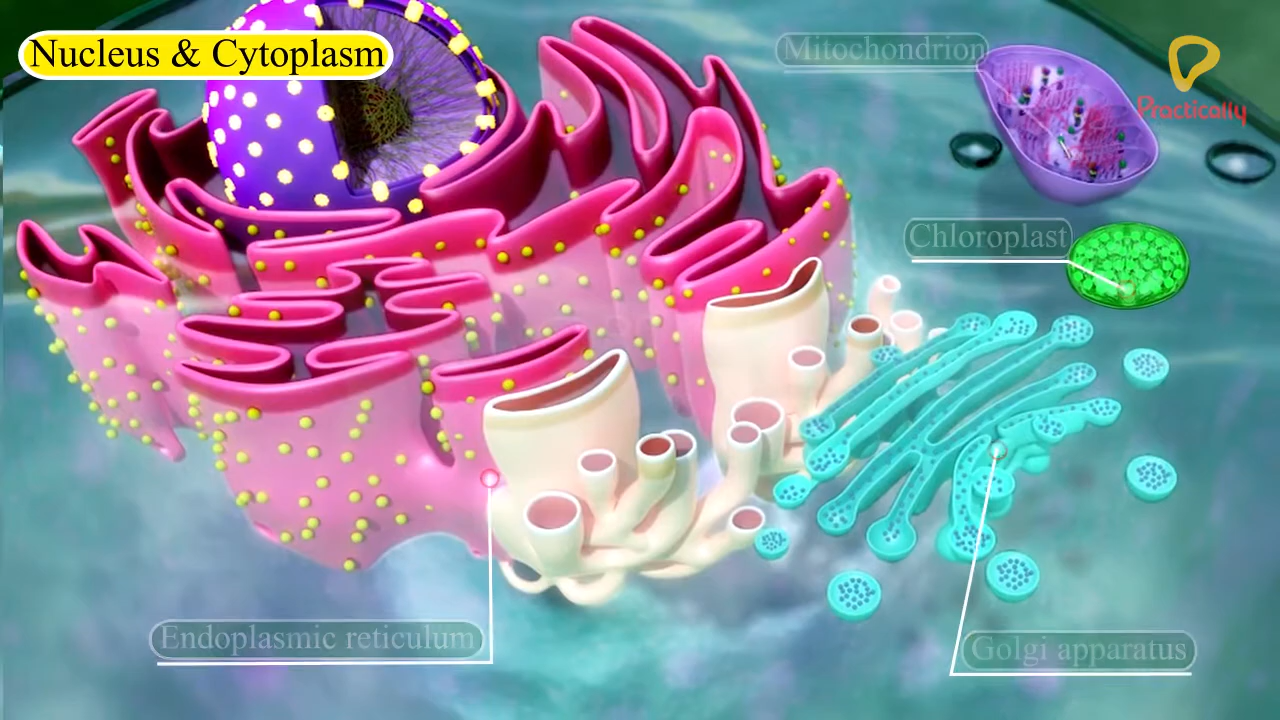 Nucleus & Cytoplasm
Mitochondrion
Practically
Chloroplast
Endoplasmic reticulum
Golgi apparatus